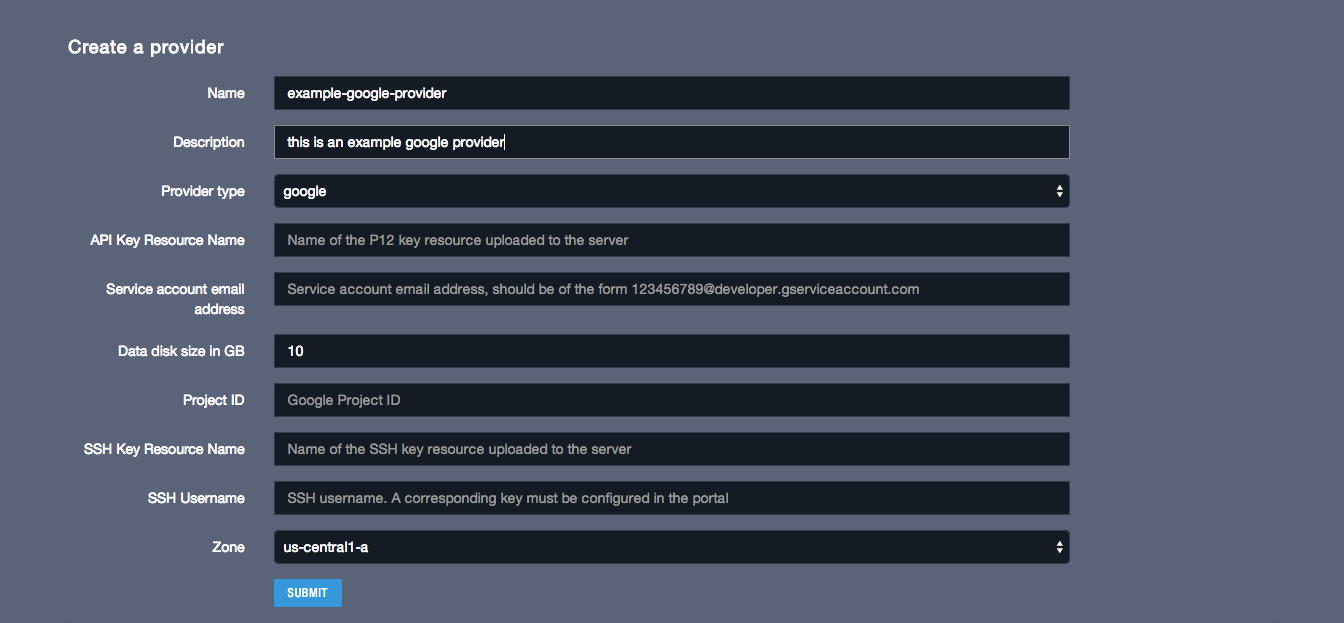 Create a provider
Name
example-google-provider
Description
this is an example google provider
Provider type
google
API Key Resource Name
Name of the P12 key resource uploaded to the server
Service account email
address
Service account email address, should be of the form 123456789@developer.gserviceaccount.com
Data disk size in GB
10
Project ID
Google Project ID
SSH Key Resource Name
Name of the SSH key resource uploaded to the server
SSH Username
SSH username. A corresponding key must be configured in the portal
Zone
us-central1-a
SUBMIT